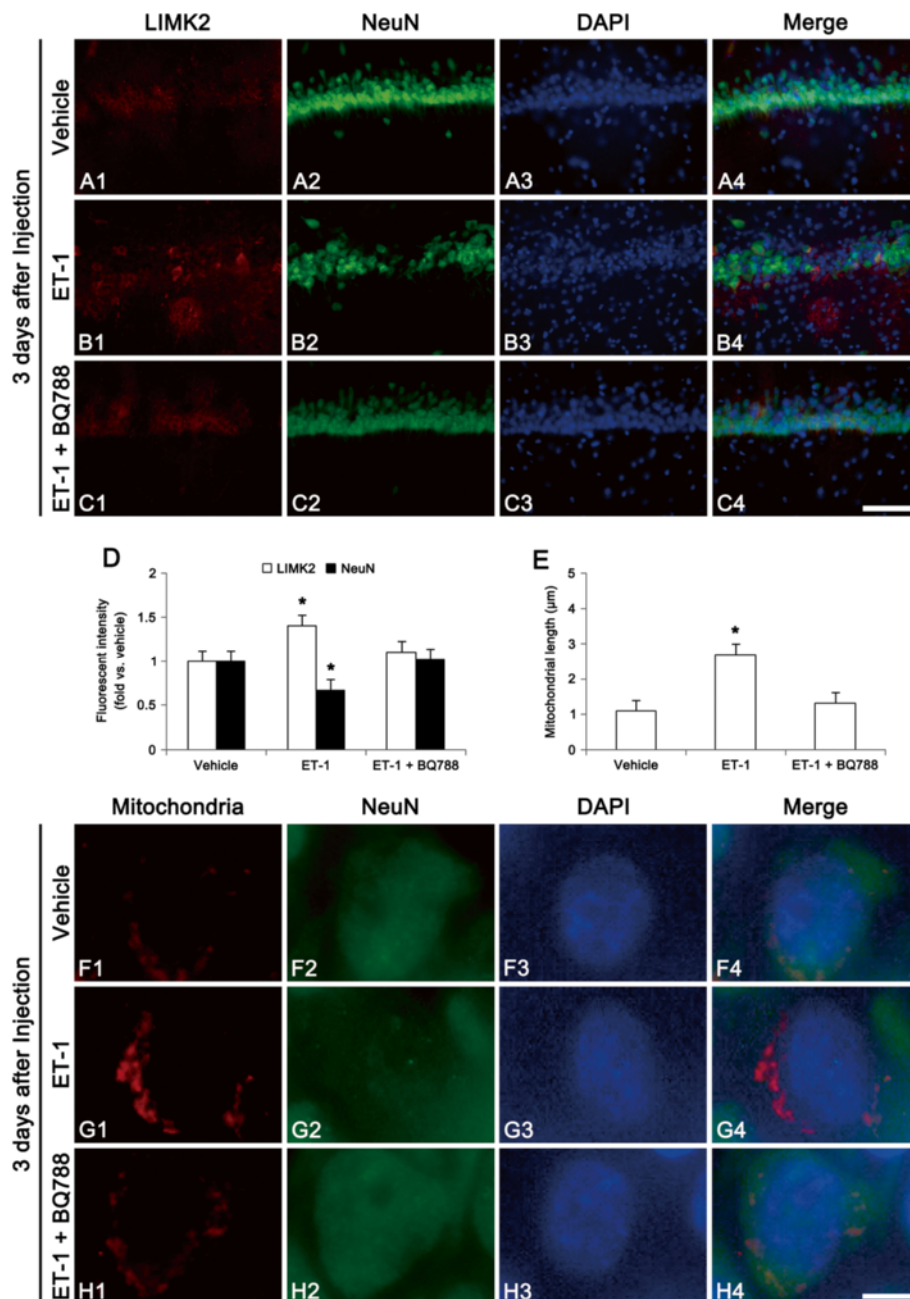 LIMK2 NeuN DAPI Merge
3 days after Injection
Vehicle
A1 A2 A3 A4
ET-1
B1 B2 B3 B4
ET-1 + BQ788
C1 C2 C3 C4
D
□ LIMK2 ■ NeuN
Fluorescent intensity
(fold vs. vehicle)
2
1.5
1
0.5
0
*
*
Vehicle ET-1 ET-1 + BQ788
E
Mitochondrial length (µm)
5
4
3
2
1
0
*
Vehicle ET-1 ET-1 + BQ788
Mitochondria NeuN DAPI Merge
3 days after Injection
Vehicle
F1 F2 F3 F4
ET-1
G1 G2 G3 G4
ET-1 + BQ788
H1 H2 H3 H4